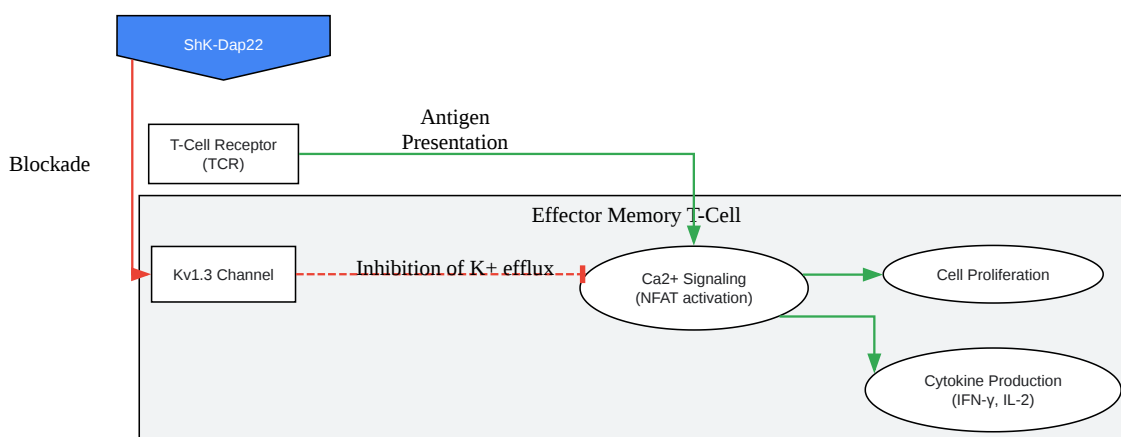 ShK-Dap22
Antigen
Presentation
T-Cell Receptor
(TCR)
Blockade
Effector Memory T-Cell
Kv1.3 Channel
Inhibition of K+ efflux
Ca2+ Signaling
(NFAT activation)
Cell Proliferation
Cytokine Production
(IFN-γ, IL-2)